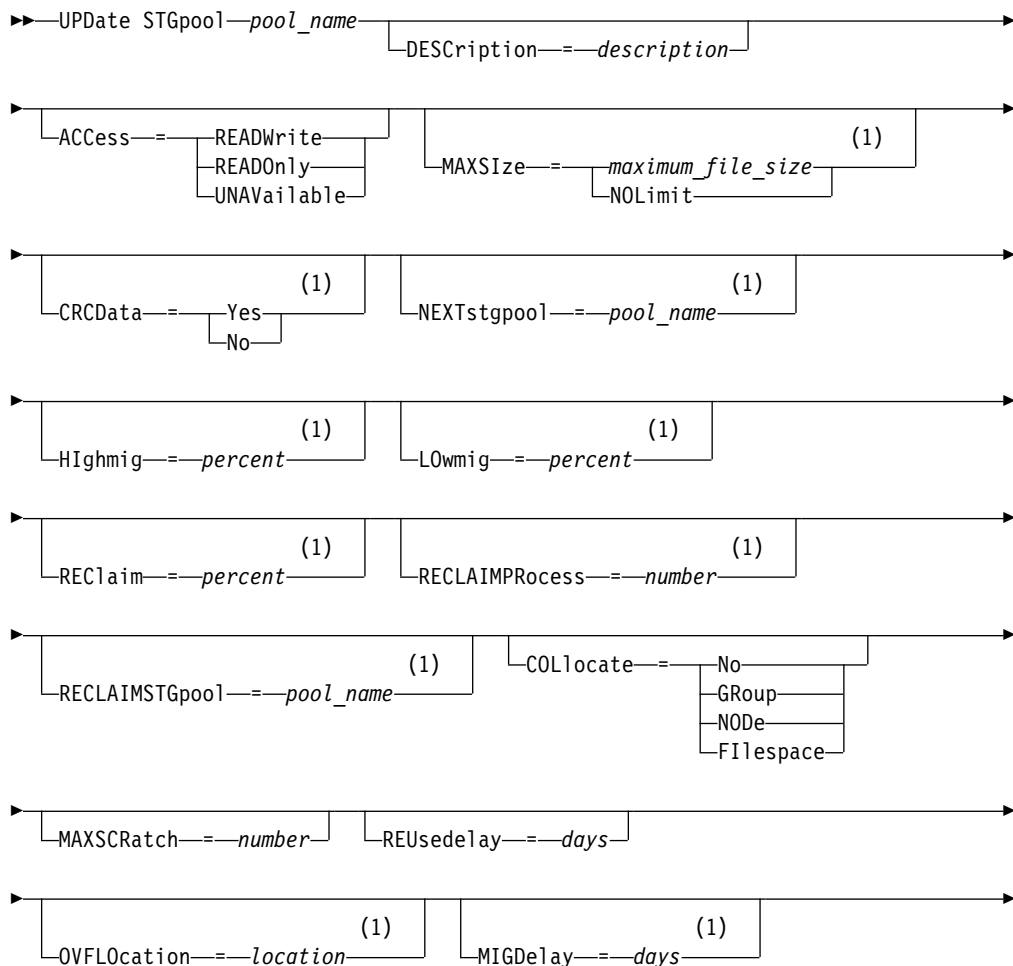 UPDate STGpool pool_name
DESCription = description
ACCess = READWrite
READOnly
UNAVailable
(1)
MAXSIze = maximum_file_size
NOLimit
(1)
CRCData = Yes
No
(1)
NEXTstgpool = pool_name
(1)
HIghmig = percent
(1)
LOwmig = percent
(1)
REClaim = percent
(1)
RECLAIMPRocess = number
(1)
RECLAIMSTGpool = pool_name
COLlocate = No
GRoup
NODe
FIlespace
MAXSCRatch = number
REUsedelay = days
(1)
OVFLOcation = location
(1)
MIGDelay = days